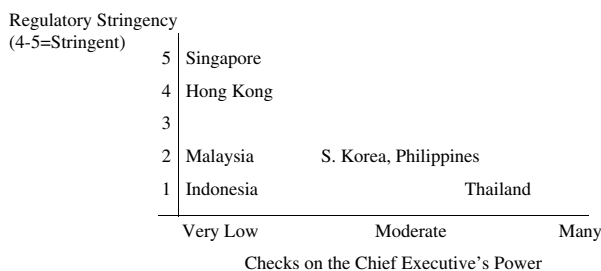 Regulatory Stringency
(4-5=Stringent)
5 Singapore
4 Hong Kong
3
2 Malaysia S. Korea, Philippines
1 Indonesia Thailand
Very Low Moderate Many
Checks on the Chief Executive's Power